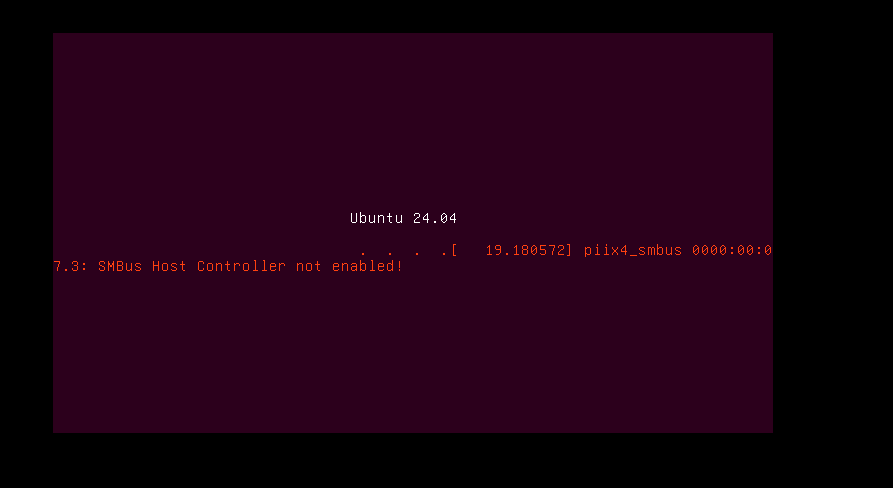 Ubuntu 24.04
. . . .[   19.180572] piix4_smbus 0000:00:0
7.3: SMBus Host Controller not enabled!